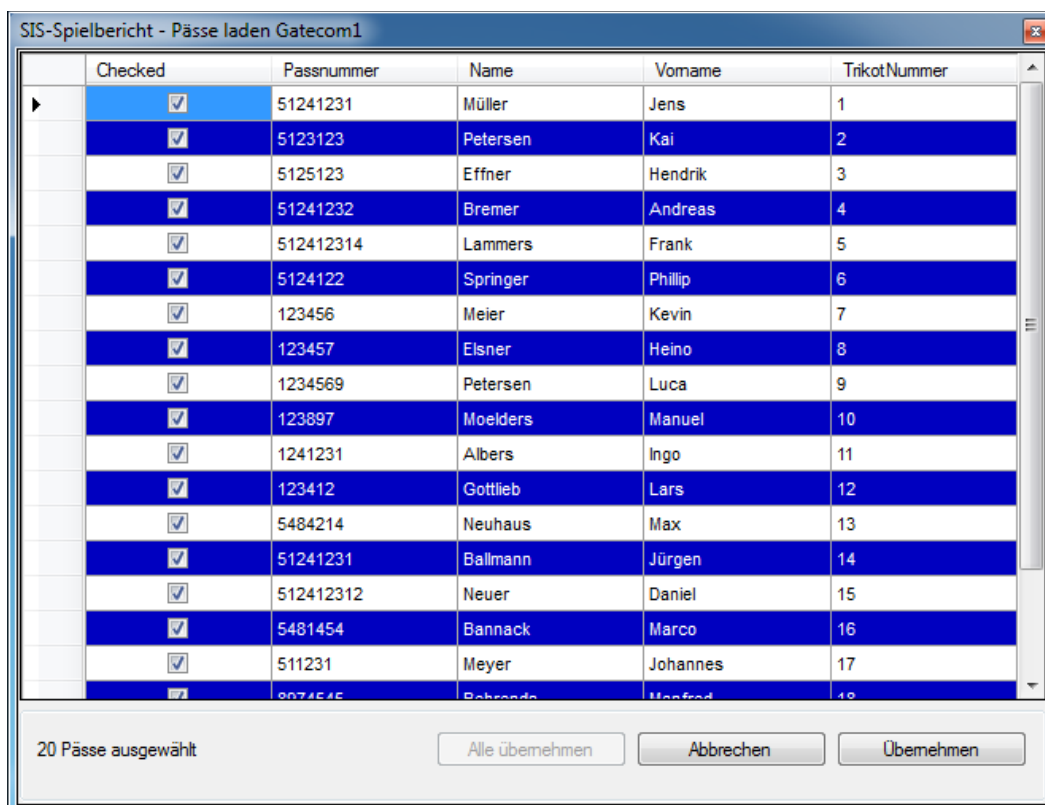 SIS-Spielbericht - Pässe laden Gatecom1
Checked Passnummer Name Vorname TrikotNummer
51241231 Müller Jens 1
5123123 Petersen Kai 2
5125123 Effner Hendrik 3
51241232 Bremer Andreas 4
512412314 Lammers Frank 5
5124122 Springer Phillip 6
123456 Meier Kevin 7
123457 Elsner Heino 8
1234569 Petersen Luca 9
123897 Moelders Manuel 10
1241231 Albers Ingo 11
123412 Gottlieb Lars 12
5484214 Neuhaus Max 13
51241231 Ballmann Jürgen 14
512412312 Neuer Daniel 15
5481454 Bannack Marco 16
511231 Meyer Johannes 17
8974545 Behrends Manfred 18
20 Pässe ausgewählt Alle übernehmen Abbrechen Übernehmen